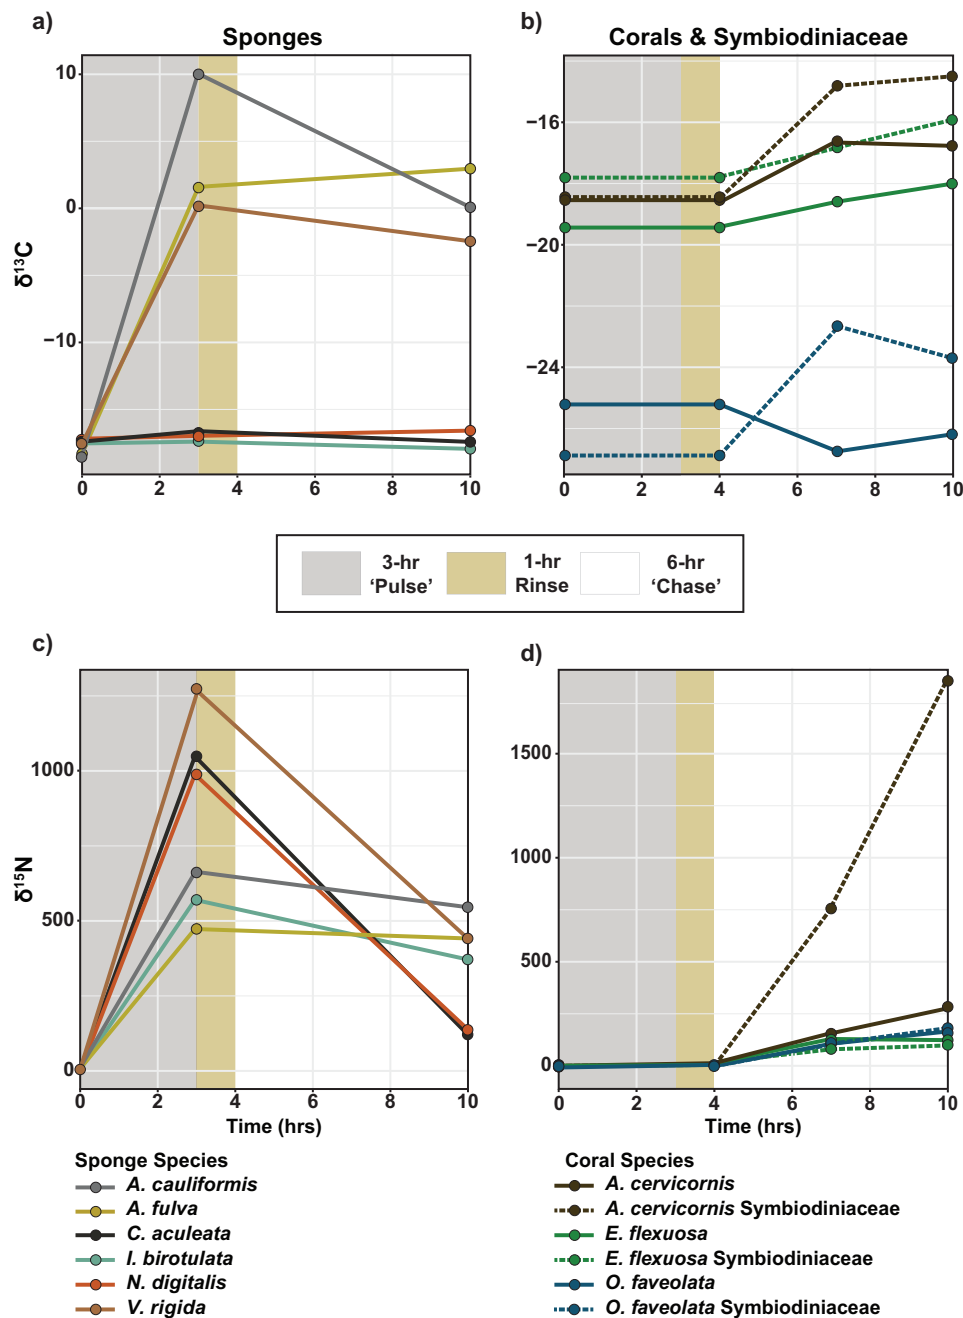 a)
Sponges
b)
Corals & Symbiodiniaceae
10
0
−10
δ¹³C
0
2
4
6
8
10
−16
−20
−24
0
2
4
6
8
10
3-hr
'Pulse'
1-hr
Rinse
6-hr
'Chase'
c)
d)
1000
500
0
δ¹⁵N
0
2
4
6
8
10
Time (hrs)
1500
1000
500
0
0
2
4
6
8
10
Time (hrs)
Sponge Species
A. cauliformis
A. fulva
C. aculeata
I. birotulata
N. digitalis
V. rigida
Coral Species
A. cervicornis
A. cervicornis Symbiodiniaceae
E. flexuosa
E. flexuosa Symbiodiniaceae
O. faveolata
O. faveolata Symbiodiniaceae